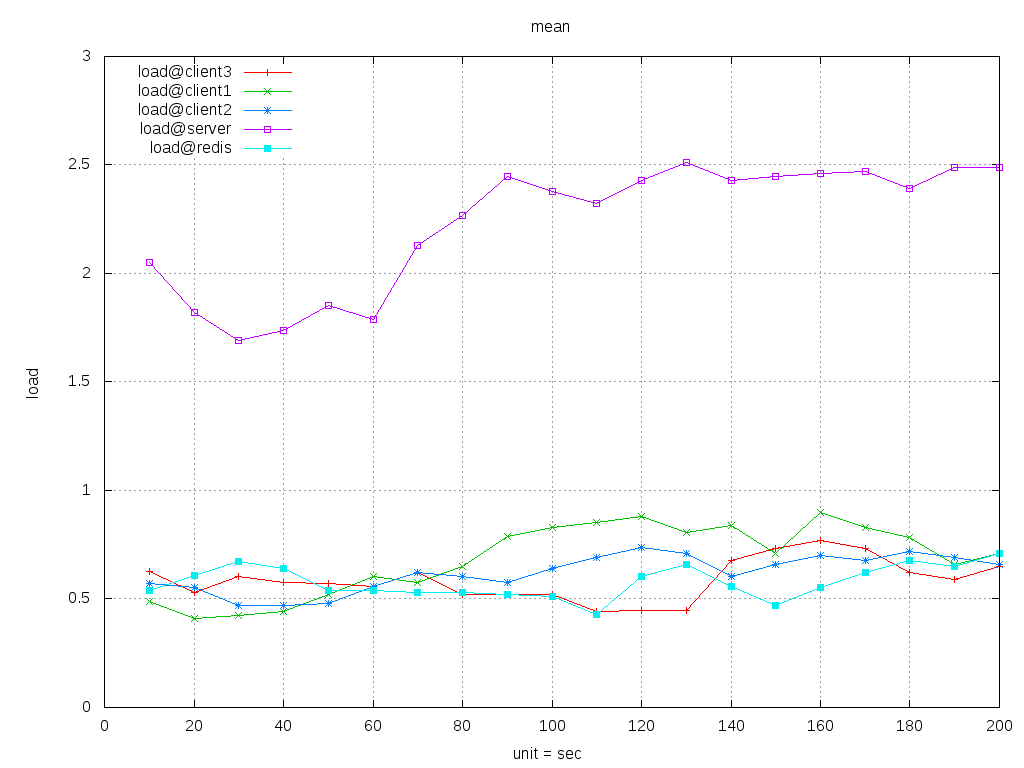 mean
3
2.5
2
1.5
1
0.5
0
load
load@client3
load@client1
load@client2
load@server
load@redis
0 20 40 60 80 100 120 140 160 180 200
unit = sec